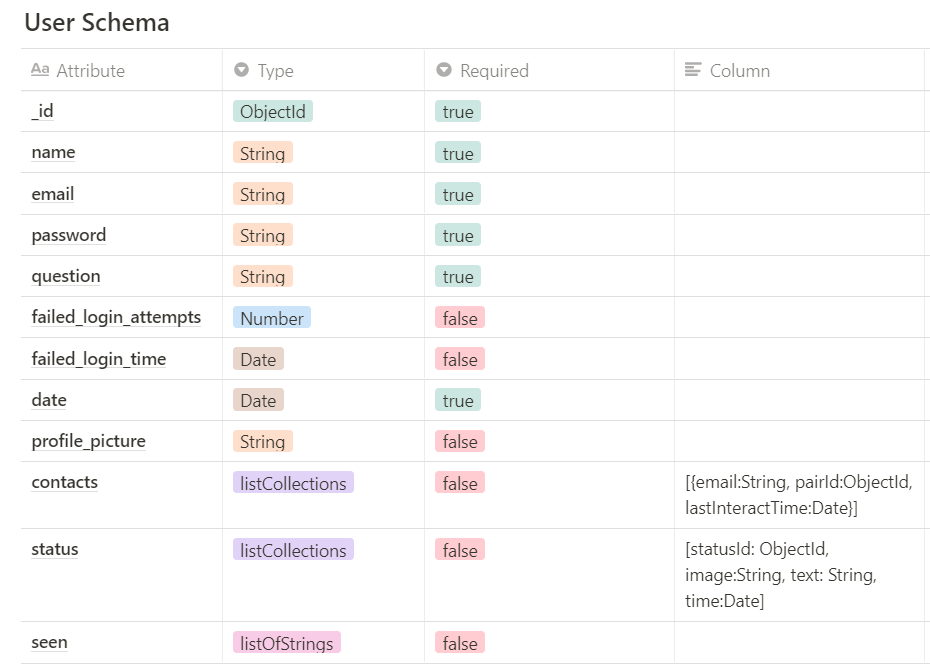 User Schema
Aa Attribute Type Required Column
_id ObjectId true
name String true
email String true
password String true
question String true
failed_login_attempts Number false
failed_login_time Date false
date Date true
profile_picture String false
contacts listCollections false [{email:String, pairId:ObjectId,
lastInteractTime:Date}]
status listCollections false [statusId: ObjectId,
image:String, text: String,
time:Date]
seen listOfStrings false